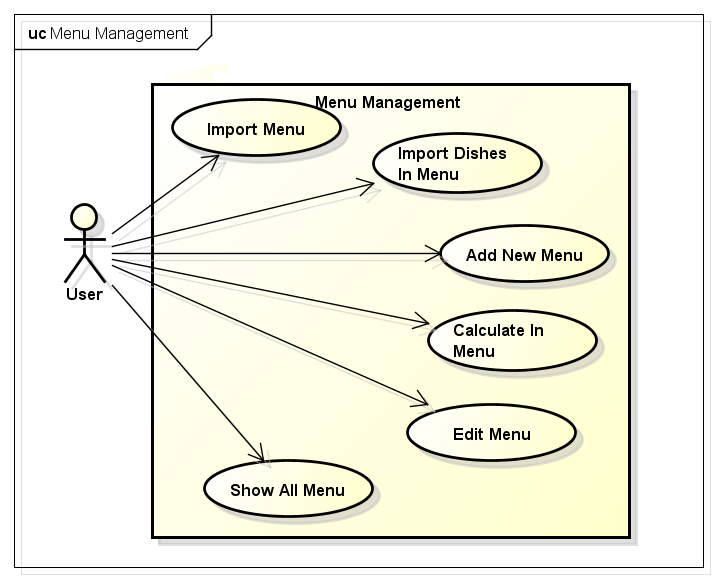 uc Menu Management
Menu Management
Import Menu
Import Dishes
In Menu
Add New Menu
User
Calculate In
Menu
Edit Menu
Show All Menu